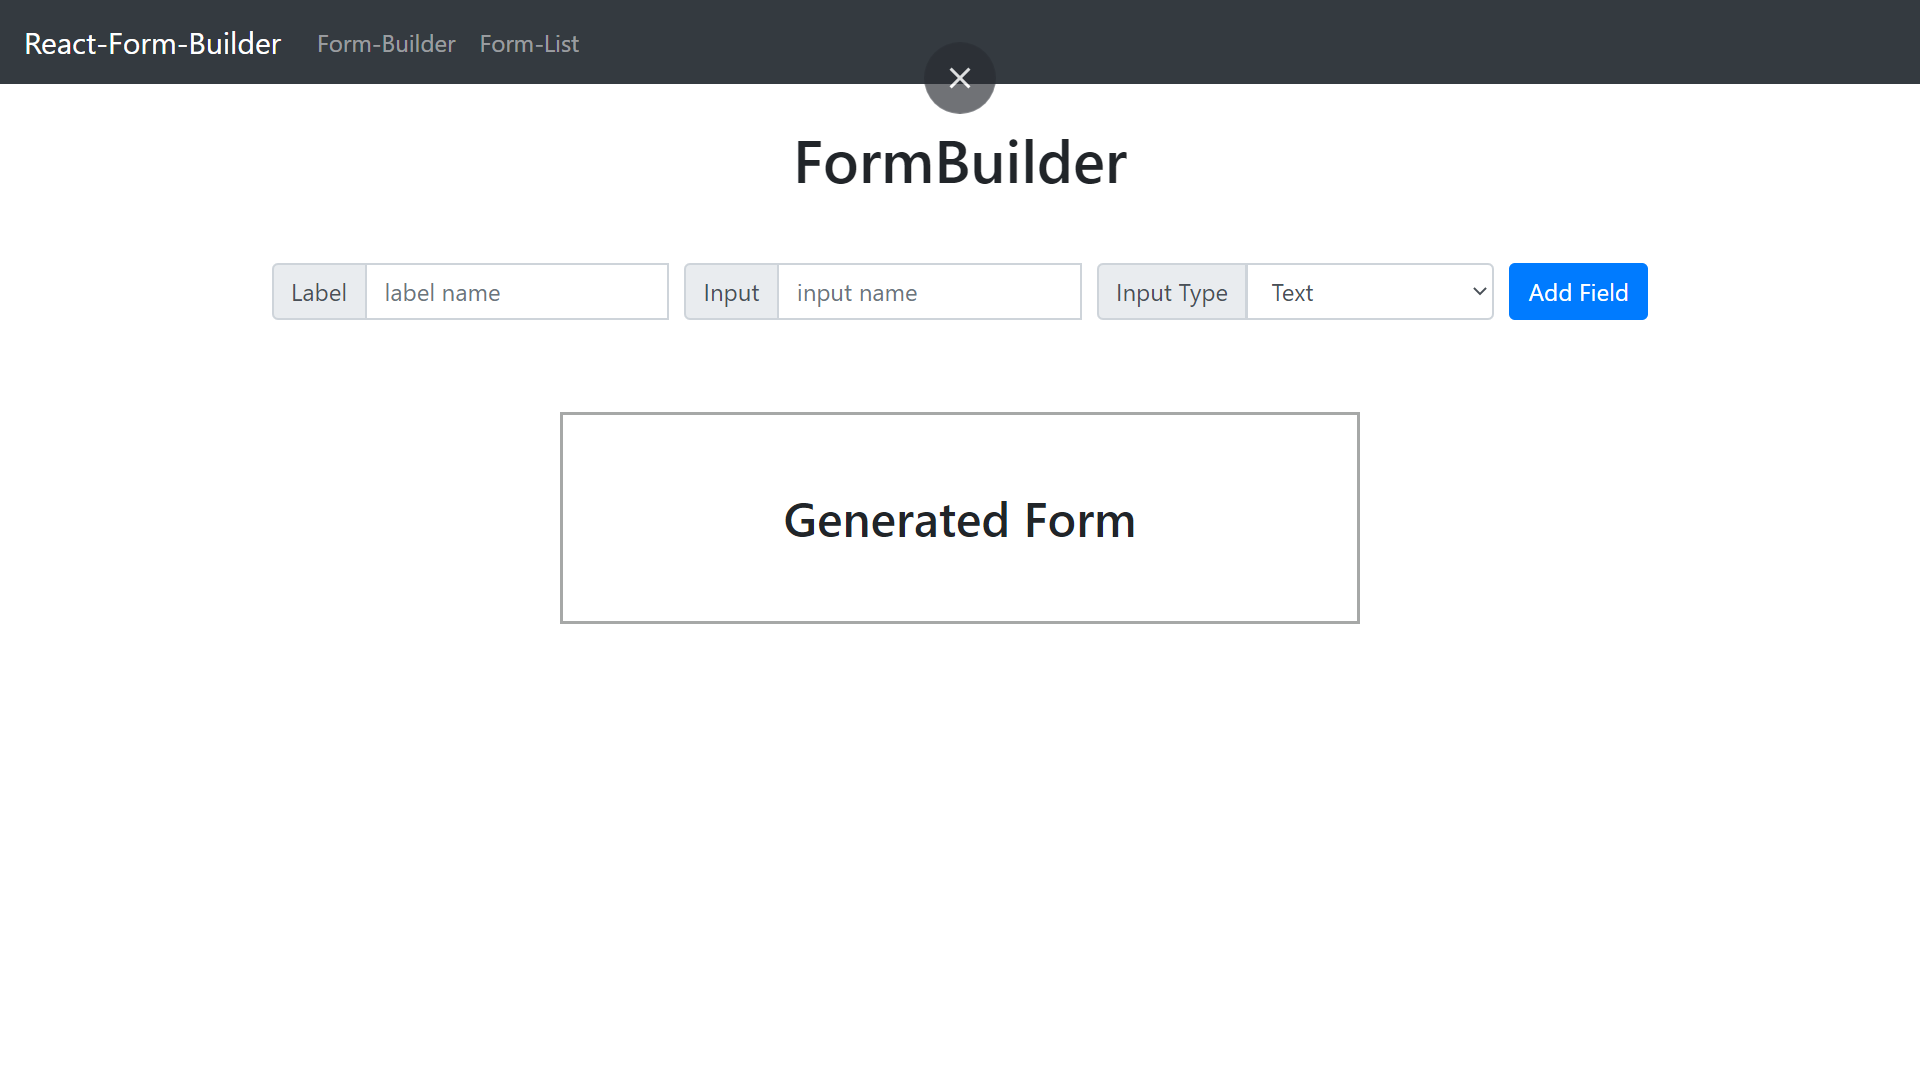 React-Form-Builder Form-Builder Form-List
FormBuilder
Label label name Input input name Input Type Text Add Field
Generated Form